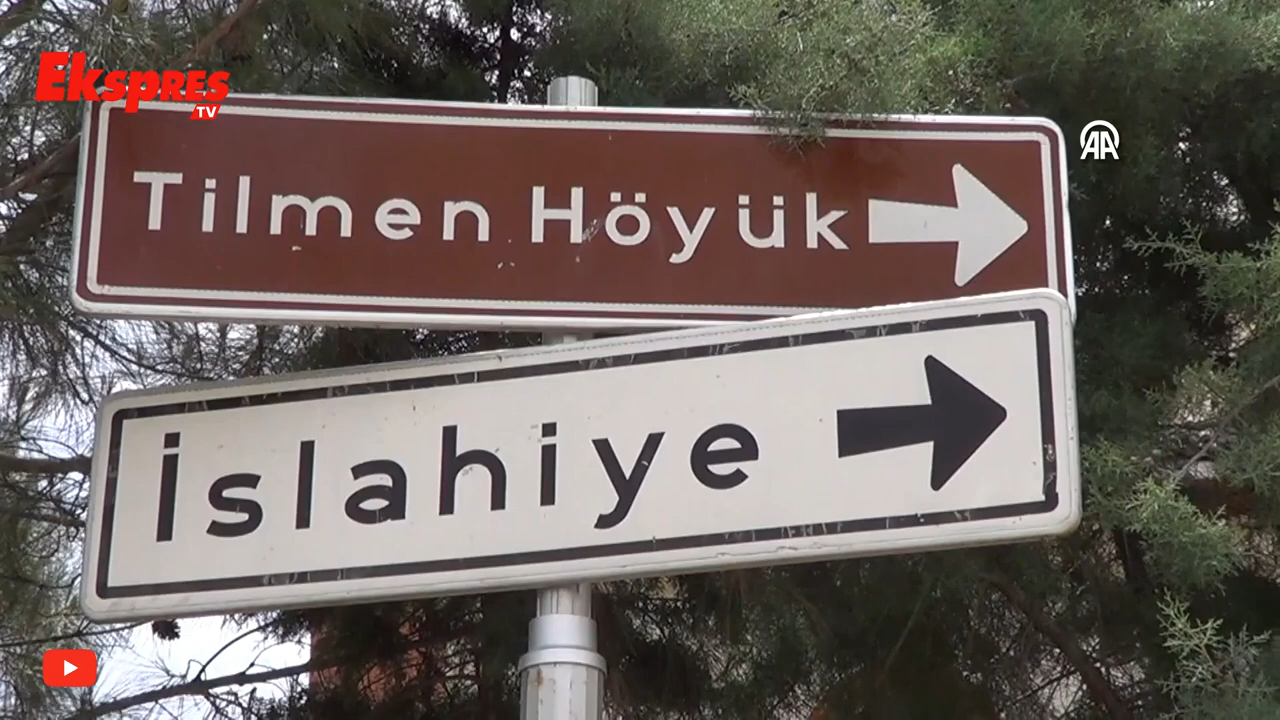 Ekspres
TV
AA
Tilmen Höyük
İslahiye